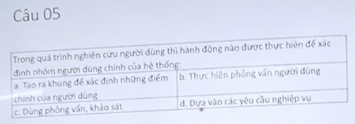 Câu 05
Trong quá trình nghiên cứu người dùng thì hành động nào được thực hiện để xác
định nhóm người dùng chính của hệ thống:
a. Tạo ra khung để xác định những điểm
chính của người dùng
b. Thực hiện phỏng vấn người dùng
c. Dùng phỏng vấn, khảo sát
d. Dựa vào các yêu cầu nghiệp vụ